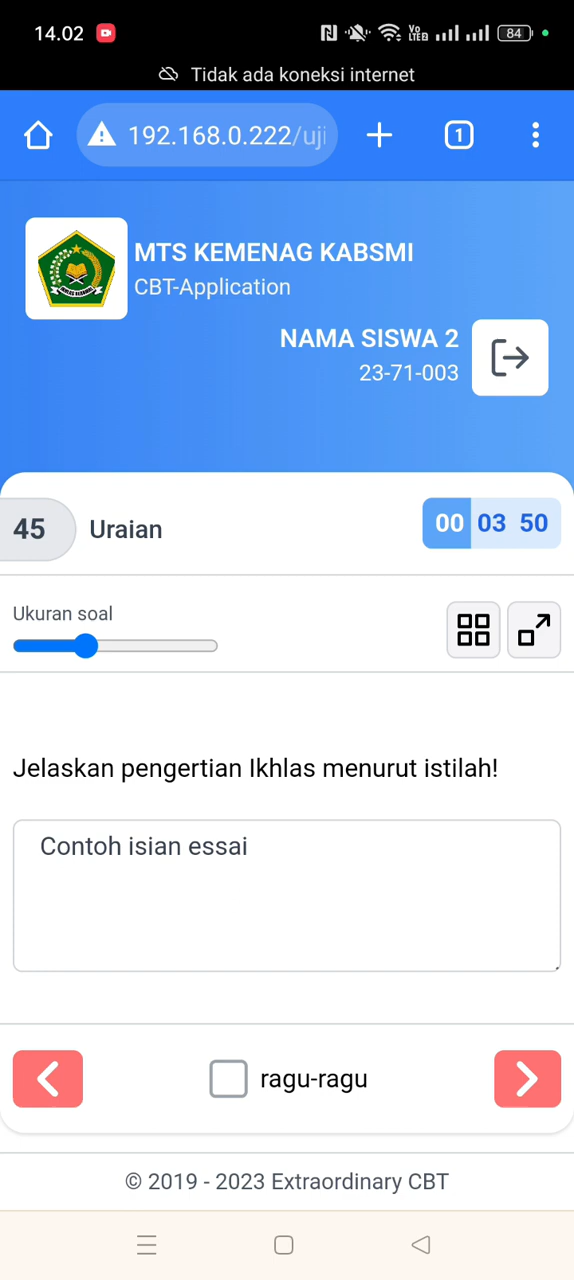 14.02
VoLTEB
84
Tidak ada koneksi internet
192.168.0.222/uji
1
MTS KEMENAG KABSMI
CBT-Application
NAMA SISWA 2
23-71-003
45 Uraian
00 03 50
Ukuran soal
Jelaskan pengertian Ikhlas menurut istilah!
Contoh isian essai
ragu-ragu
© 2019 - 2023 Extraordinary CBT